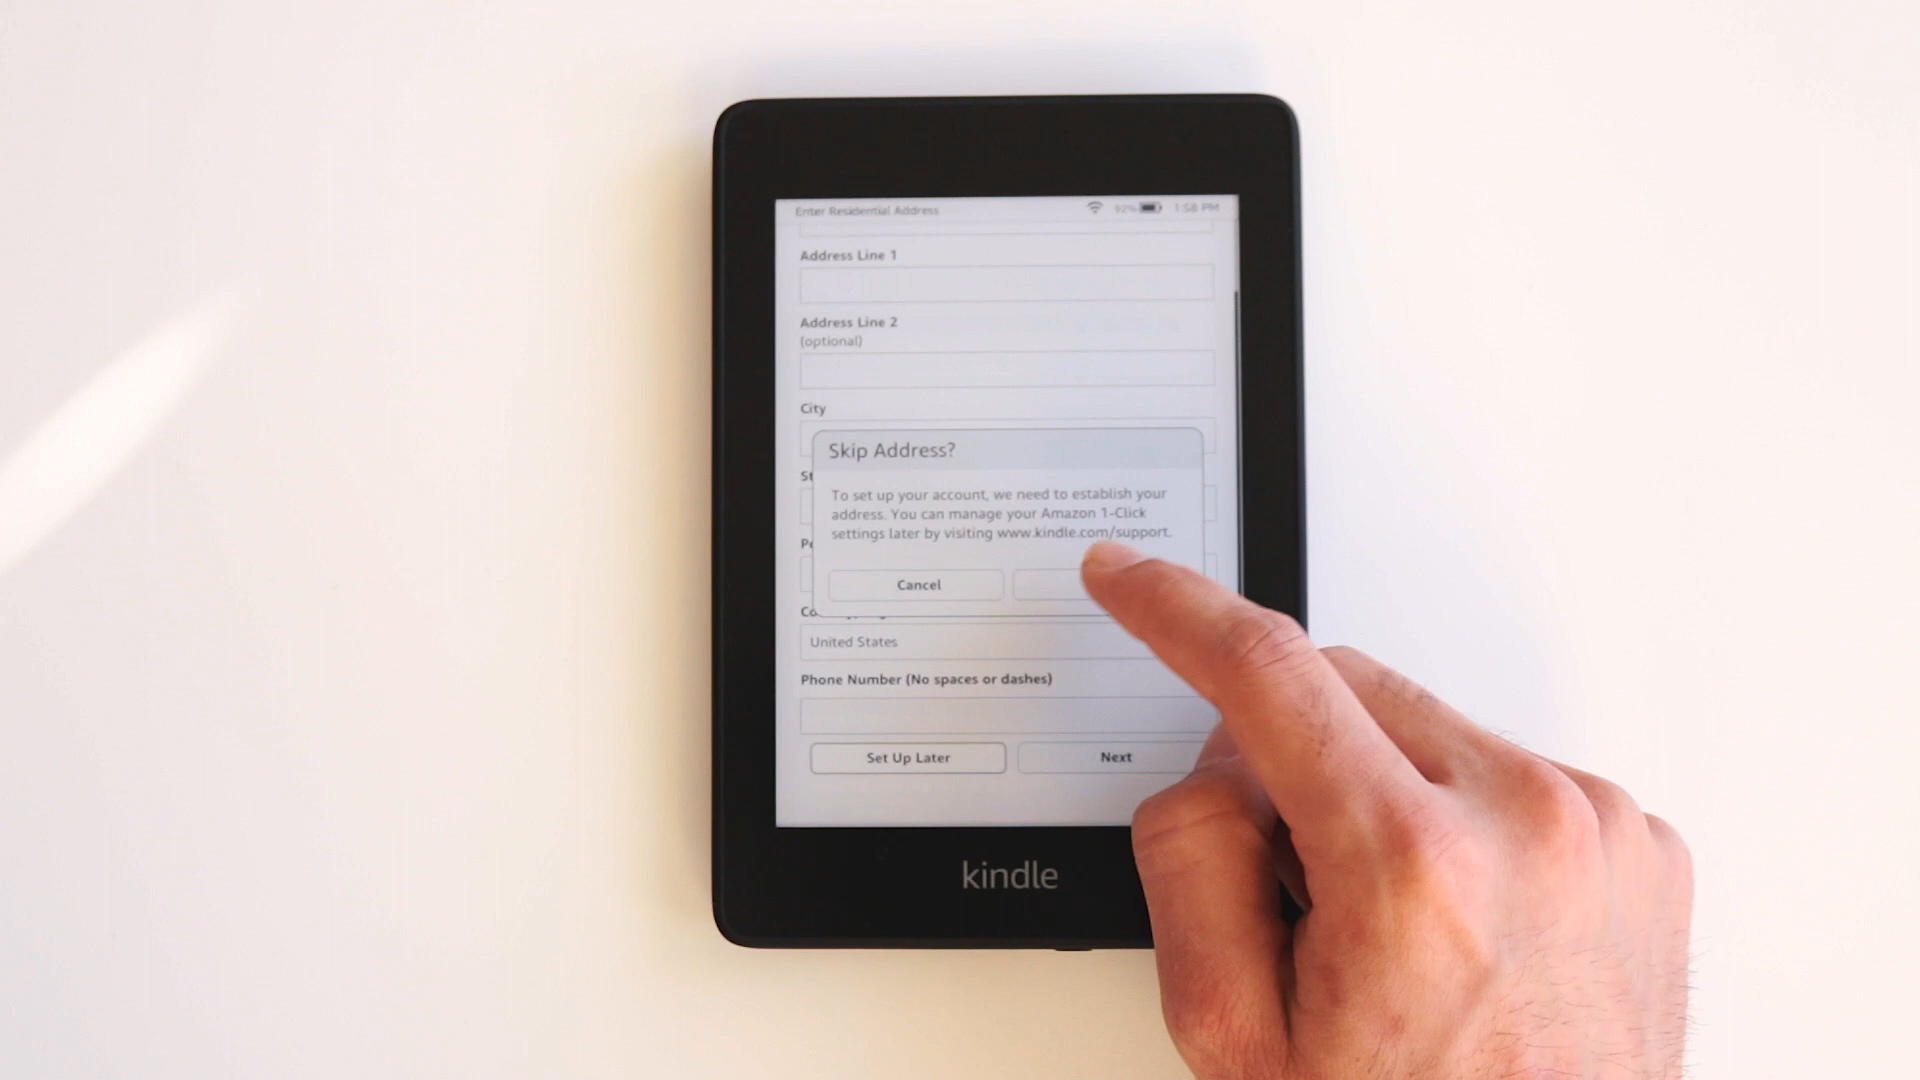 Enter Residential Address
92%
1:58 PM
Address Line 1
Address Line 2
(optional)
City
Skip Address?
St
To set up your account, we need to establish your
address. You can manage your Amazon 1-Click
settings later by visiting www.kindle.com/support.
Cancel
United States
Phone Number (No spaces or dashes)
Set Up Later
Next
kindle